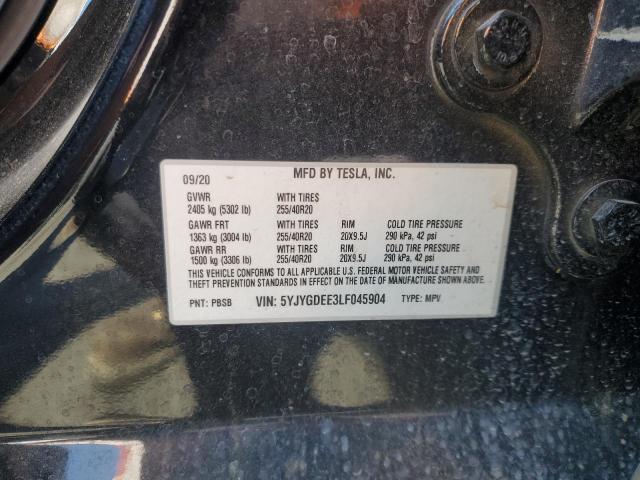 MFD BY TESLA, INC.
09/20
GVWR WITH TIRES
2405 kg (5302 lb) 255/40R20
GAWR FRT WITH TIRES RIM COLD TIRE PRESSURE
1363 kg (3004 lb) 255/40R20 20X9.5J 290 kPa, 42 psi
GAWR RR WITH TIRES RIM COLD TIRE PRESSURE
1500 kg (3306 lb) 255/40R20 20X9.5J 290 kPa, 42 psi
THIS VEHICLE CONFORMS TO ALL APPLICABLE U.S. FEDERAL MOTOR VEHICLE SAFETY AND
THEFT PREVENTION STANDARDS IN EFFECT ON THE DATE OF MANUFACTURE SHOWN ABOVE.
PNT: PBSB VIN: 5YJYGDEE3LF045904 TYPE: MPV